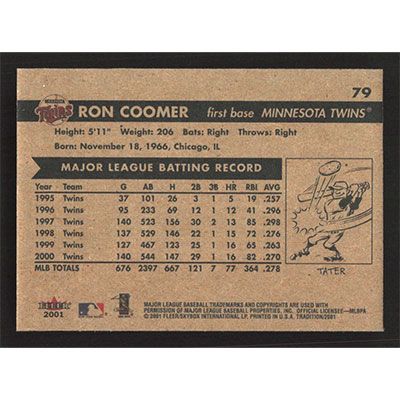 79
Twins
RON COOMER first base MINNESOTA TWINS®
Height: 5'11" Weight: 206 Bats: Right Throws: Right
Born: November 18, 1966, Chicago, IL
MAJOR LEAGUE BATTING RECORD
Year Team G AB H 2B 3B HR RBI AVG
1995 Twins 37 101 26 3 1 5 19 .257
1996 Twins 95 233 69 12 1 12 41 .296
1997 Twins 140 523 156 30 2 13 85 .298
1998 Twins 137 529 146 22 1 15 72 .276
1999 Twins 127 467 123 25 1 16 65 .263
2000 Twins 140 544 147 29 1 16 82 .270
MLB TOTALS 676 2397 667 121 7 77 364 .278
TATER
FLEER
2001
MAJOR LEAGUE BASEBALL TRADEMARKS AND COPYRIGHTS ARE USED WITH
PERMISSION OF MAJOR LEAGUE BASEBALL PROPERTIES, INC. OFFICIAL LICENSEE—MLBPA
© 2001 FLEER/SKYBOX INTERNATIONAL LP. PRINTED IN U.S.A. TRADITION/2001